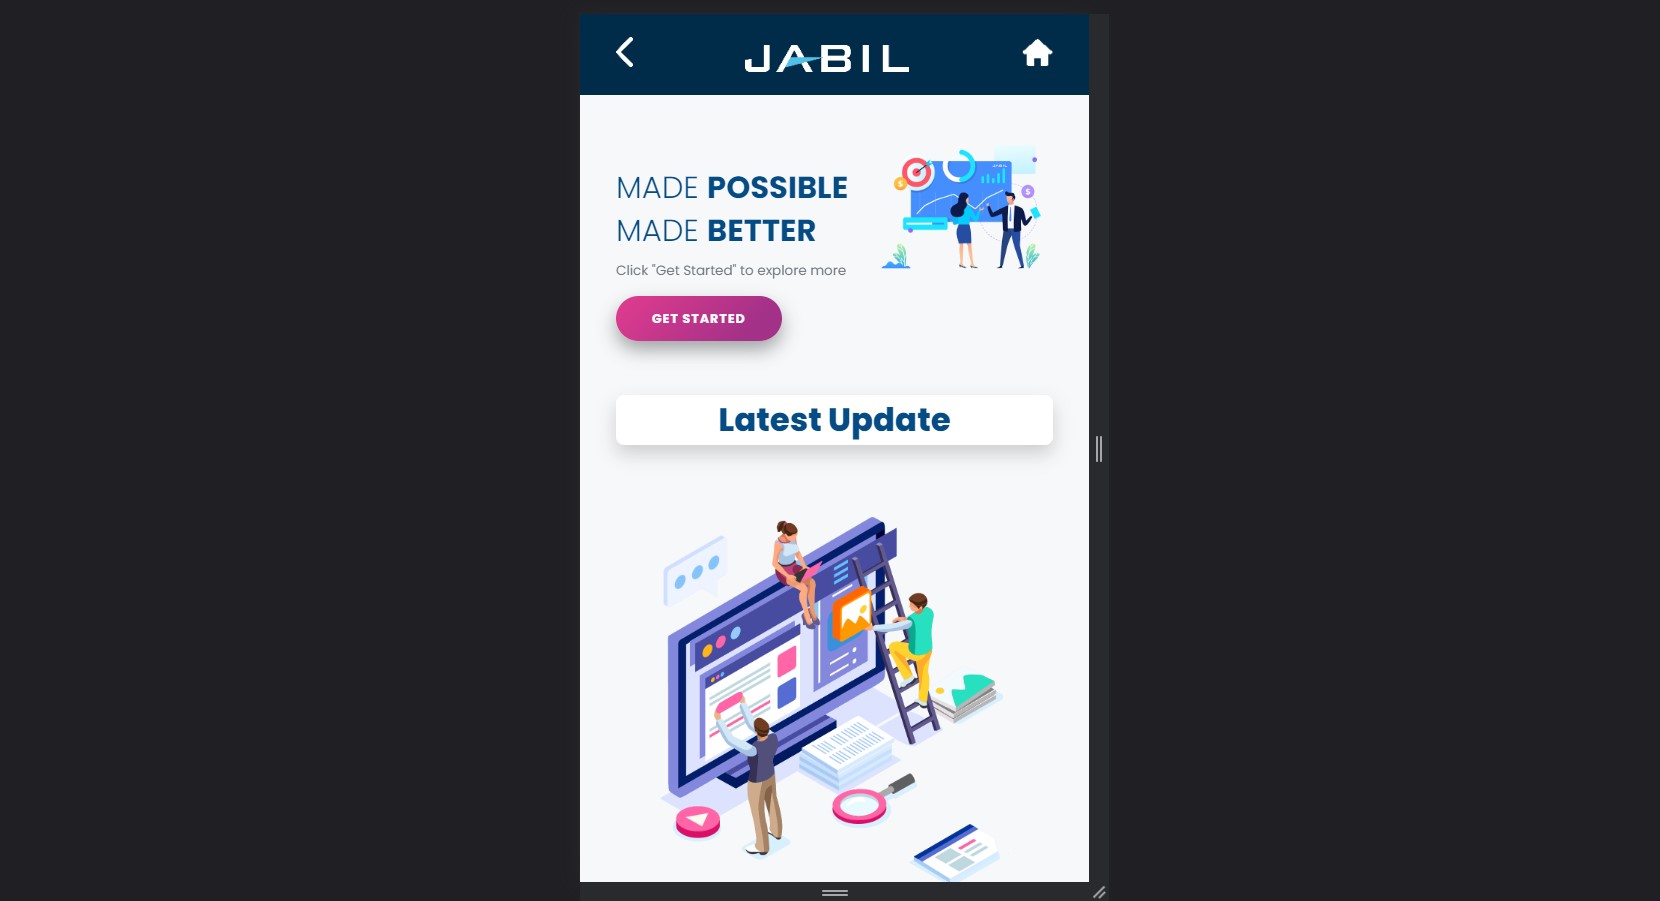 JABIL
MADE POSSIBLE
MADE BETTER
Click "Get Started" to explore more
GET STARTED
Latest Update